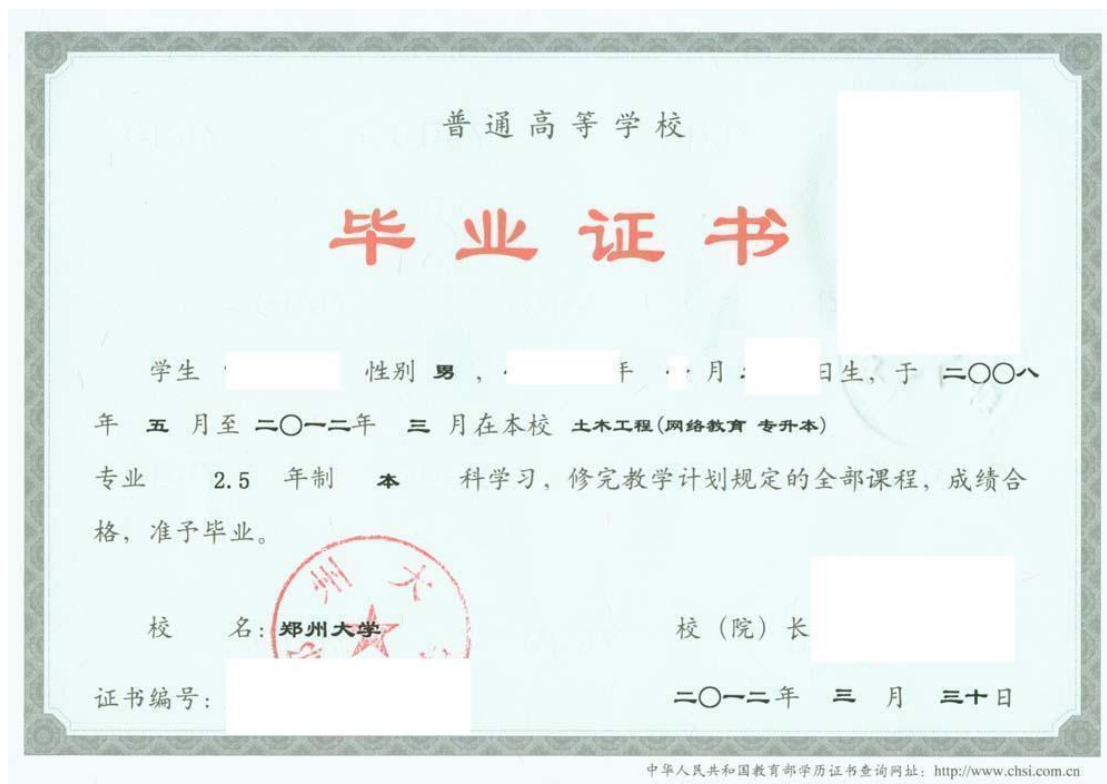 普通高等学校
毕业证书
学生 性别 男， 年 月 日生，于 二〇〇八
年 五 月至 二〇一二年 三 月在本校 土木工程(网络教育 专升本)
专业 2.5 年制 本 科学习，修完教学计划规定的全部课程，成绩合
格，准予毕业。
校 名：郑州大学
校（院）长
证书编号：
二〇一二年 三 月 三十日
中华人民共和国教育部学历证书查询网址：http://www.chsi.com.cn